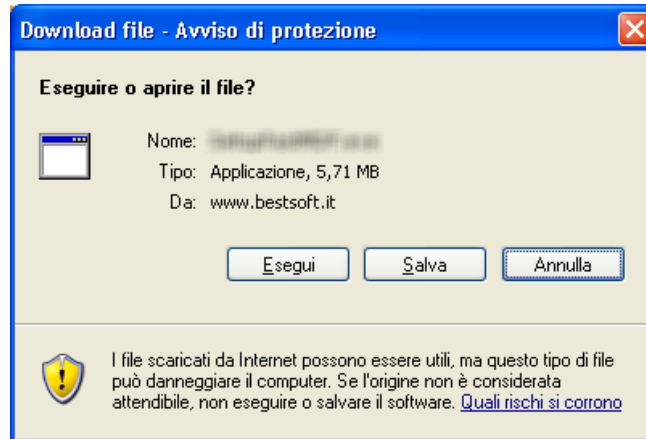 Download file - Avviso di protezione
Eseguire o aprire il file?
Nome:
Tipo: Applicazione, 5,71 MB
Da: www.bestsoft.it
Esegui Salva Annulla
I file scaricati da Internet possono essere utili, ma questo tipo di file
può danneggiare il computer. Se l'origine non è considerata
attendibile, non eseguire o salvare il software. Quali rischi si corrono